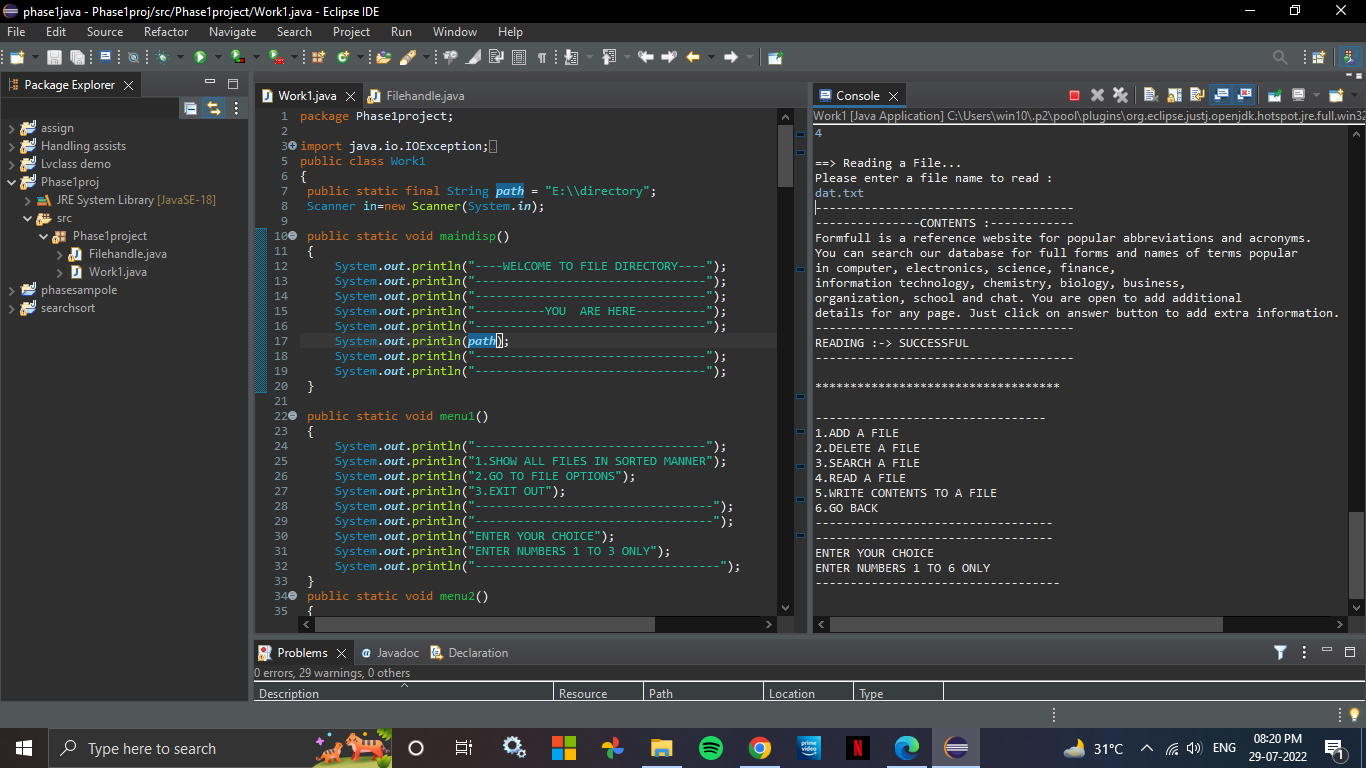 phase1java - Phase1proj/src/Phase1project/Work1.java - Eclipse IDE
File Edit Source Refactor Navigate Search Project Run Window Help
Package Explorer
assign
Handling assists
Lvclass demo
Phase1proj
JRE System Library [JavaSE-18]
src
Phase1project
Filehandle.java
Work1.java
phasesampole
searchsort
Work1.java
Filehandle.java
1 package Phase1project;
2
3 import java.io.IOException;
5 public class Work1
6 {
7 public static final String path = "E:\\directory";
8 Scanner in=new Scanner(System.in);
9
10 public static void maindisp()
11 {
12 System.out.println("----WELCOME TO FILE DIRECTORY----");
13 System.out.println("---------------------------------");
14 System.out.println("---------------------------------");
15 System.out.println("----------YOU  ARE HERE----------");
16 System.out.println("---------------------------------");
17 System.out.println(path);
18 System.out.println("---------------------------------");
19 System.out.println("---------------------------------");
20 }
21
22 public static void menu1()
23 {
24 System.out.println("---------------------------------");
25 System.out.println("1.SHOW ALL FILES IN SORTED MANNER");
26 System.out.println("2.GO TO FILE OPTIONS");
27 System.out.println("3.EXIT OUT");
28 System.out.println("----------------------------------");
29 System.out.println("----------------------------------");
30 System.out.println("ENTER YOUR CHOICE");
31 System.out.println("ENTER NUMBERS 1 TO 3 ONLY");
32 System.out.println("-----------------------------------");
33 }
34 public static void menu2()
35 {
Console
Work1 [Java Application] C:\Users\win10\.p2\pool\plugins\org.eclipse.justj.openjdk.hotspot.jre.full.win32
4
==> Reading a File...
Please enter a file name to read :
dat.txt
-------------------------------------
---------------CONTENTS :------------
Formfull is a reference website for popular abbreviations and acronyms.
You can search our database for full forms and names of terms popular
in computer, electronics, science, finance,
information technology, chemistry, biology, business,
organization, school and chat. You are open to add additional
details for any page. Just click on answer button to add extra information.
-------------------------------------
READING :-> SUCCESSFUL
-------------------------------------
***********************************
---------------------------------
1.ADD A FILE
2.DELETE A FILE
3.SEARCH A FILE
4.READ A FILE
5.WRITE CONTENTS TO A FILE
6.GO BACK
----------------------------------
----------------------------------
ENTER YOUR CHOICE
ENTER NUMBERS 1 TO 6 ONLY
-----------------------------------
Problems Javadoc Declaration
0 errors, 29 warnings, 0 others
Description Resource Path Location Type
Type here to search
prime video
N
31°C
ENG
08:20 PM
29-07-2022
1